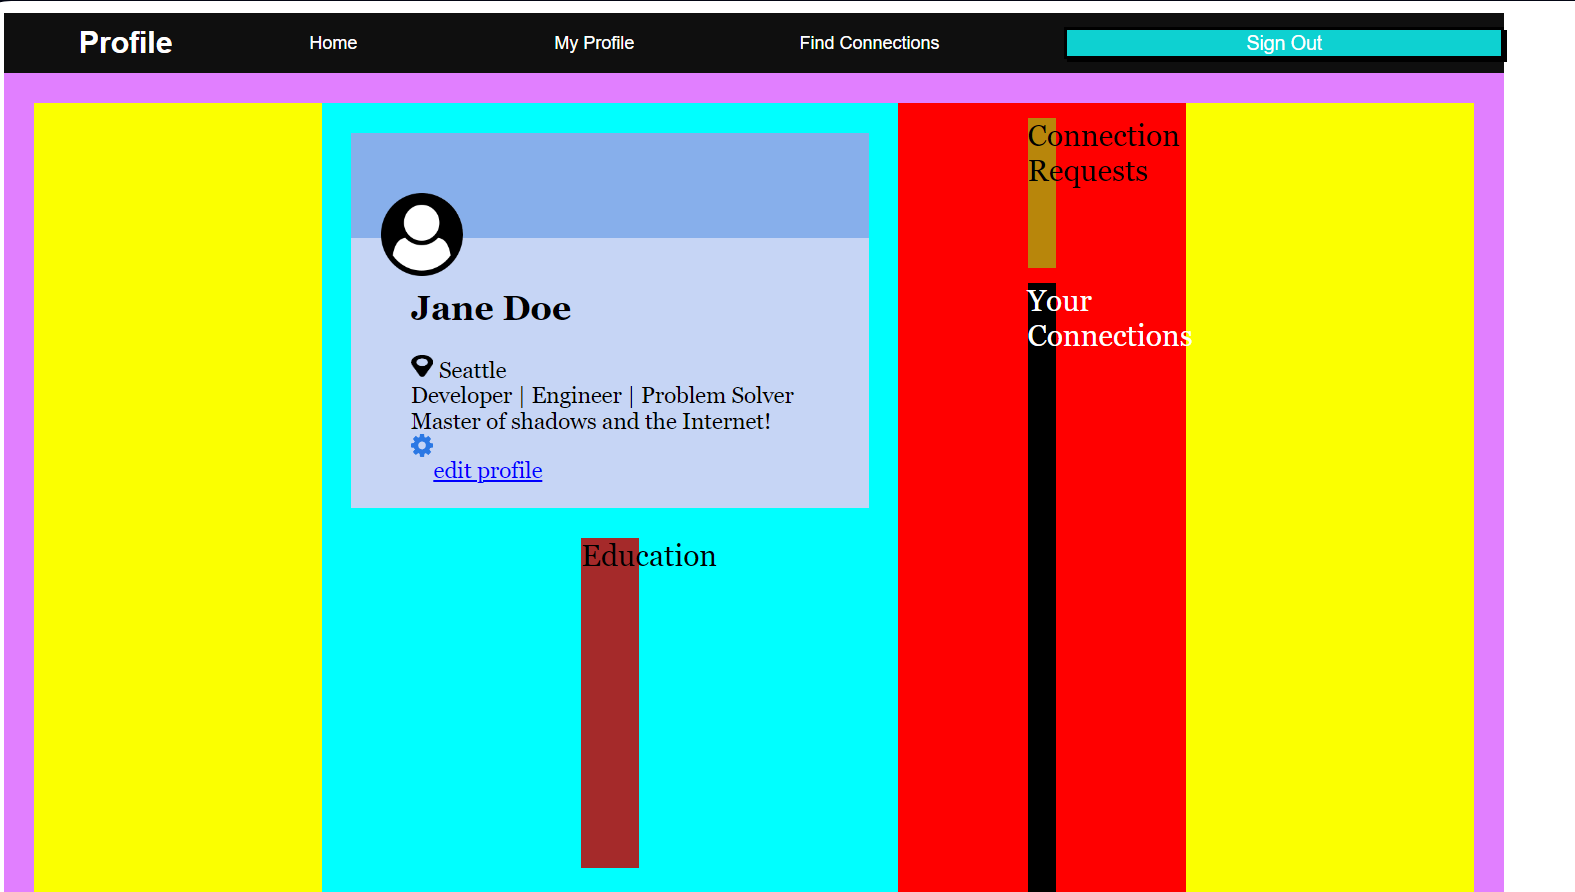 Profile
Home
My Profile
Find Connections
Sign Out
Jane Doe
Seattle
Developer | Engineer | Problem Solver
Master of shadows and the Internet!
edit profile
Education
Connection
Requests
Your
Connections